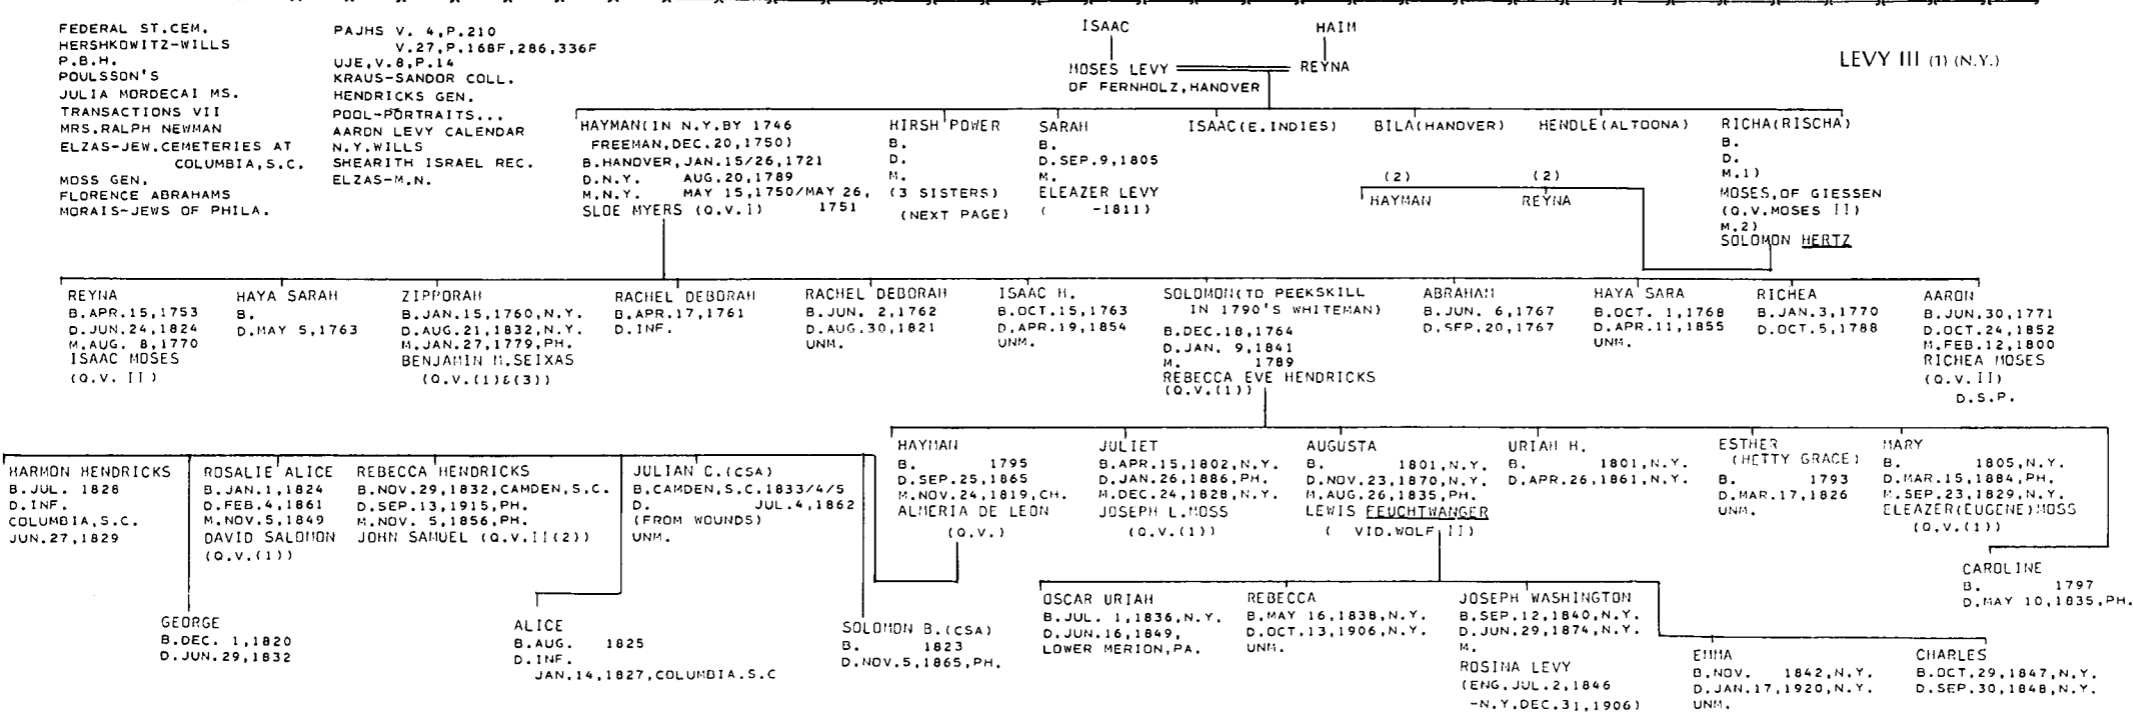 FEDERAL ST.CEM.
HERSHKOWITZ-WILLS
P.B.H.
POULSSON'S
JULIA MORDECAI MS.
TRANSACTIONS VII
MRS.RALPH NEWMAN
ELZAS-JEW.CEMETERIES AT
COLUMBIA,S.C.
MOSS GEN.
FLORENCE ABRAHAMS
MORAIS-JEWS OF PHILA.
PAJHS V. 4,P.210
V.27,P.168F,286,336F
UJE,V.8,P.14
KRAUS-SANDOR COLL.
HENDRICKS GEN.
POOL-PORTRAITS...
AARON LEVY CALENDAR
N.Y.WILLS
SHEARITH ISRAEL REC.
ELZAS-M.N.
ISAAC
HAIM
MOSES LEVY
REYNA
OF FERNHOLZ,HANOVER
LEVY III (1) (N.Y.)
HAYMAN(IN N.Y.BY 1746
FREEMAN,DEC.20,1750)
B.HANOVER,JAN.15/26,1721
D.N.Y. AUG.20,1789
M.N.Y. MAY 15,1750/MAY 26,
SLOE MYERS (Q.V.I) 1751
HIRSH POWER
B.
D.
M.
(3 SISTERS)
(NEXT PAGE)
SARAH
B.
D.SEP.9,1805
M.
ELEAZER LEVY
( -1811)
ISAAC(E.INDIES)
BILA(HANOVER)
HENDLE(ALTOONA)
RICHA(RISCHA)
B.
D.
M.1)
MOSES,OF GIESSEN
(Q.V.MOSES II)
M.2)
SOLOMON HERTZ
(2)
HAYMAN
(2)
REYNA
REYNA
B.APR.15,1753
D.JUN.24,1824
M.AUG. 8,1770
ISAAC MOSES
(Q.V. II)
HAYA SARAH
B.
D.MAY 5,1763
ZIPPORAH
B.JAN.15,1760,N.Y.
D.AUG.21,1832,N.Y.
M.JAN.27,1779,PH.
BENJAMIN M.SEIXAS
(Q.V.(1)&(3))
RACHEL DEBORAH
B.APR.17,1761
D.INF.
RACHEL DEBORAH
B.JUN. 2,1762
D.AUG.30,1821
UNM.
ISAAC H.
B.OCT.15,1763
D.APR.19,1854
UNM.
SOLOMON(TO PEEKSKILL
IN 1790'S WHITEMAN)
B.DEC.18,1764
D.JAN. 9,1841
M. 1789
REBECCA EVE HENDRICKS
(Q.V.(1))
ABRAHAM
B.JUN. 6,1767
D.SEP.20,1767
HAYA SARA
B.OCT. 1,1768
D.APR.11,1855
UNM.
RICHEA
B.JAN.3,1770
D.OCT.5,1788
AARON
B.JUN.30,1771
D.OCT.24,1852
M.FEB.12,1800
RICHEA MOSES
(Q.V.II)
D.S.P.
HAYMAN
B. 1795
D.SEP.25,1865
M.NOV.24,1819,CH.
ALMERIA DE LEON
(Q.V.)
JULIET
B.APR.15,1802,N.Y.
D.JAN.26,1886,PH.
M.DEC.24,1828,N.Y.
JOSEPH L.MOSS
(Q.V.(1))
AUGUSTA
B. 1801,N.Y.
D.NOV.23,1870,N.Y.
M.AUG.26,1835,PH.
LEWIS FEUCHTWANGER
( VID.WOLF II)
URIAH H.
B. 1801,N.Y.
D.APR.26,1861,N.Y.
ESTHER
(HETTY GRACE)
B. 1793
D.MAR.17,1826
UNM.
MARY
B. 1805,N.Y.
D.MAR.15,1884,PH.
M.SEP.23,1829,N.Y.
ELEAZER(EUGENE)MOSS
(Q.V.(1))
CAROLINE
B. 1797
D.MAY 10,1835,PH.
HARMON HENDRICKS
B.JUL. 1828
D.INF.
COLUMBIA,S.C.
JUN.27,1829
ROSALIE ALICE
B.JAN.1,1824
D.FEB.4,1861
M.NOV.5,1849
DAVID SALOMON
(Q.V.(1))
REBECCA HENDRICKS
B.NOV.29,1832,CAMDEN,S.C.
D.SEP.13,1915,PH.
M.NOV. 5,1856,PH.
JOHN SAMUEL (Q.V.II(2))
JULIAN C.(CSA)
B.CAMDEN,S.C,1833/4/5
D. JUL.4,1862
(FROM WOUNDS)
UNM.
GEORGE
B.DEC. 1,1820
D.JUN.29,1832
ALICE
B.AUG. 1825
D.INF.
JAN.14,1827,COLUMBIA.S.C
SOLOMON B.(CSA)
B. 1823
D.NOV.5,1865,PH.
OSCAR URIAH
B.JUL. 1,1836,N.Y.
D.JUN.16,1849,
LOWER MERION,PA.
REBECCA
B.MAY 16,1838,N.Y.
D.OCT.13,1906,N.Y.
UNM.
JOSEPH WASHINGTON
B.SEP.12,1840,N.Y.
D.JUN.29,1874,N.Y.
M.
ROSINA LEVY
(ENG.JUL.2,1846
-N.Y.DEC.31,1906)
EMMA
B.NOV. 1842,N.Y.
D.JAN.17,1920,N.Y.
UNM.
CHARLES
B.OCT.29,1847,N.Y.
D.SEP.30,1848,N.Y.